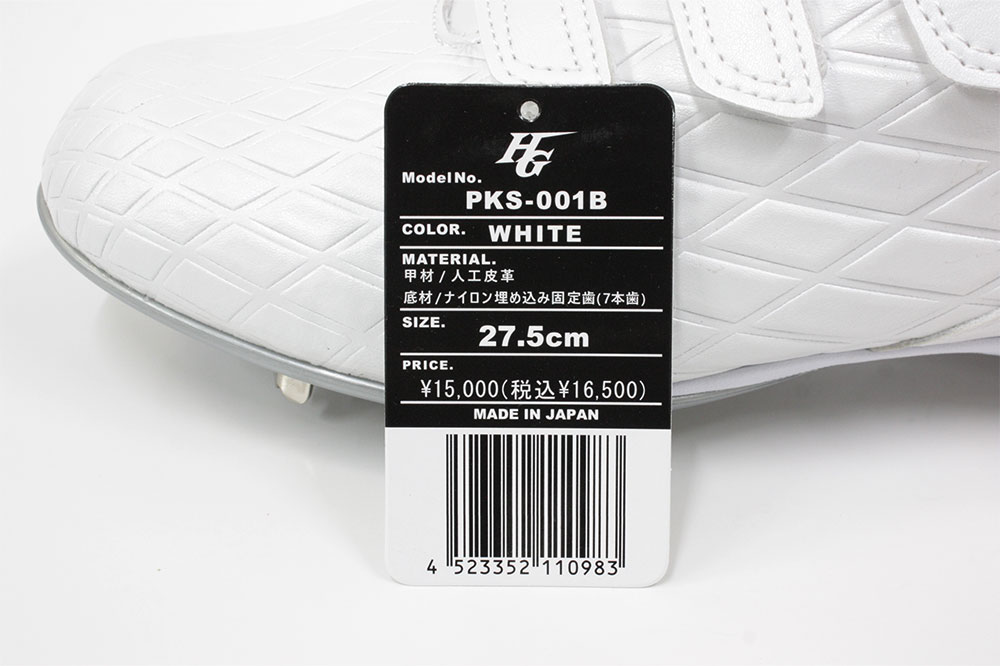 HG
Model No.
PKS-001B
COLOR. WHITE
MATERIAL.
甲材/人工皮革
底材/ナイロン埋め込み固定歯(7本歯)
SIZE. 27.5cm
PRICE.
¥15,000(税込¥16,500)
MADE IN JAPAN
4 523352 110983